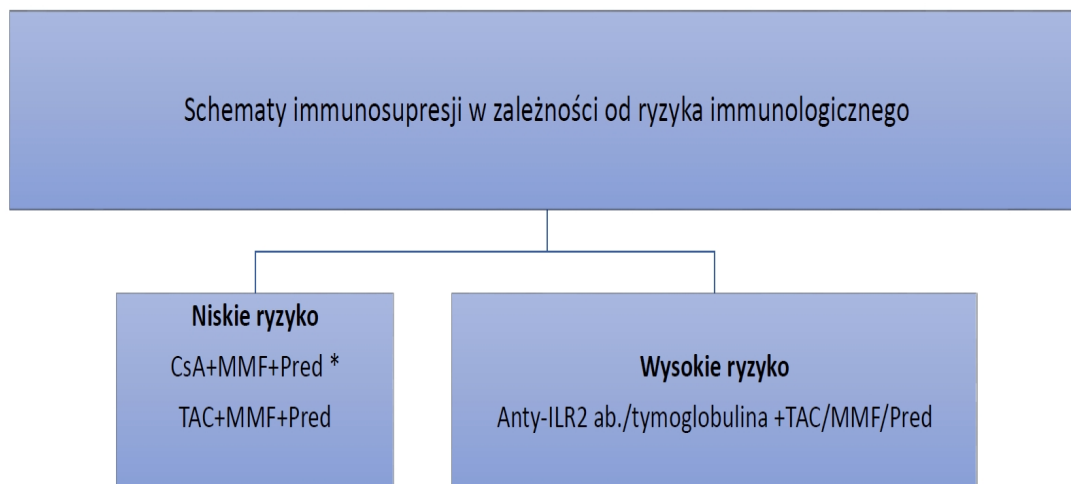 Schematy immunosupresji w zależności od ryzyka immunologicznego
Niskie ryzyko
CsA+MMF+Pred *
TAC+MMF+Pred
Wysokie ryzyko
Anty-ILR2 ab./tymoglobulina +TAC/MMF/Pred